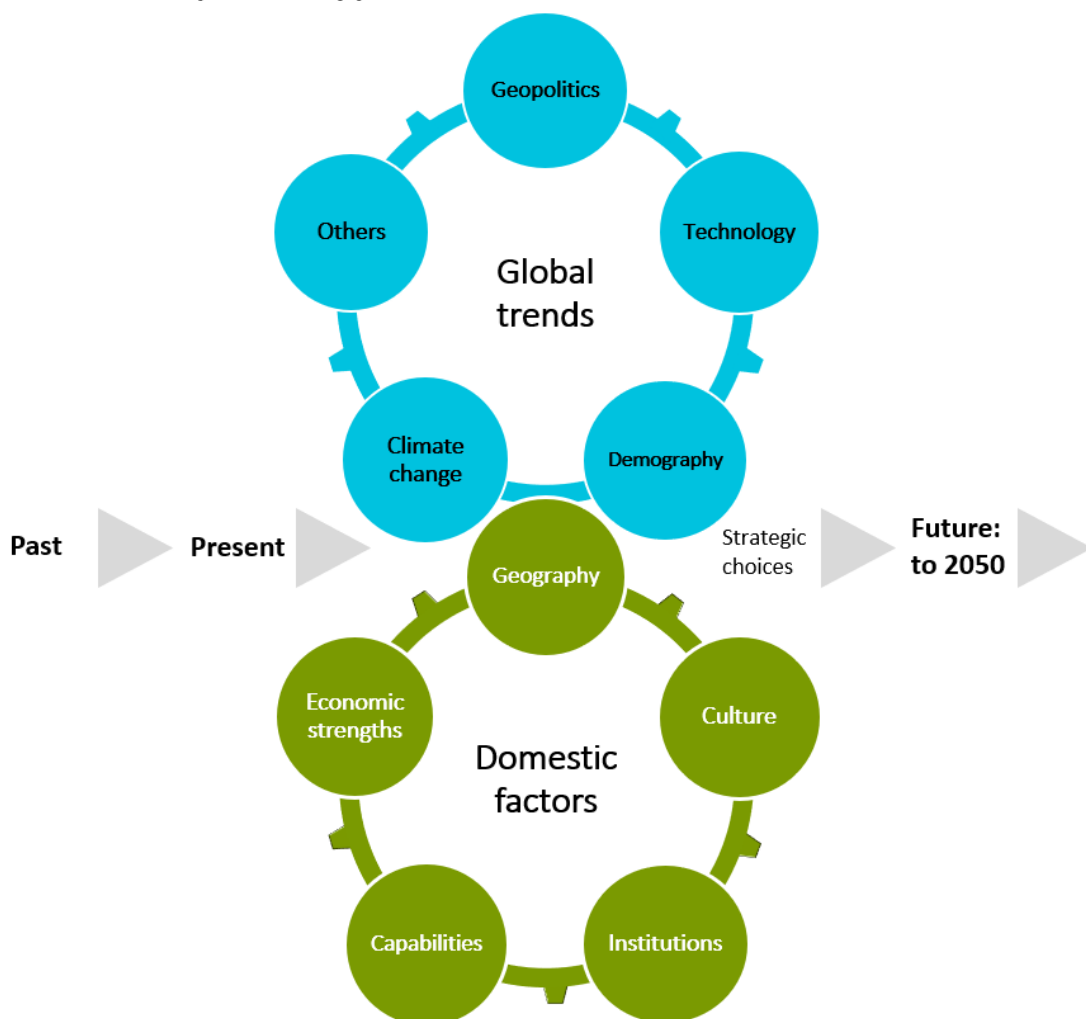 Geopolitics
Others
Technology
Global
trends
Climate
change
Demography
Past
Present
Strategic
choices
Future:
to 2050
Geography
Economic
strengths
Culture
Domestic
factors
Capabilities
Institutions